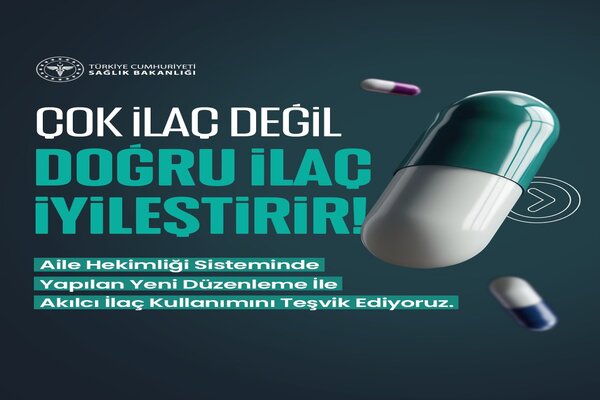 TÜRKİYE CUMHURİYETİ
SAĞLIK BAKANLIĞI
ÇOK İLAÇ DEĞİL
DOĞRU İLAÇ
İYİLEŞTİRİR!
Aile Hekimliği Sisteminde
Yapılan Yeni Düzenleme İle
Akılcı İlaç Kullanımını Teşvik Ediyoruz.